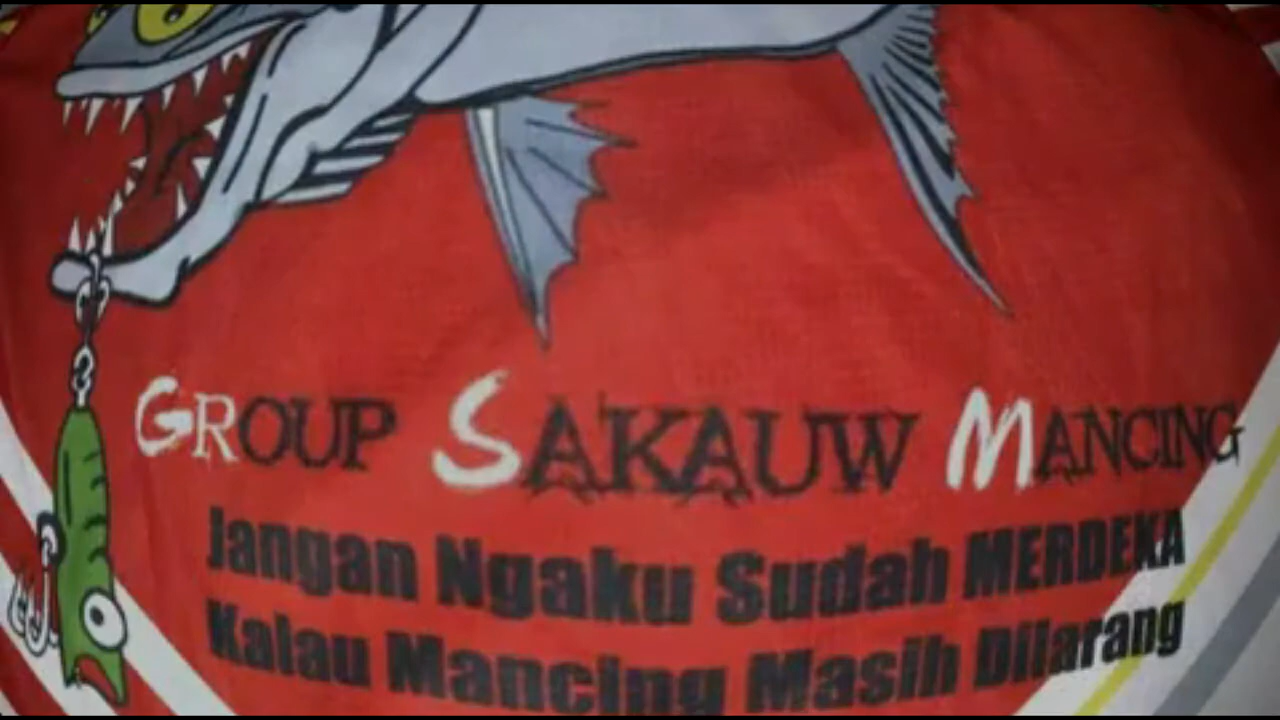 GROUP SAKAUW MANCING
Jangan Ngaku Sudah MERDEKA
Kalau Mancing Masih Dilarang